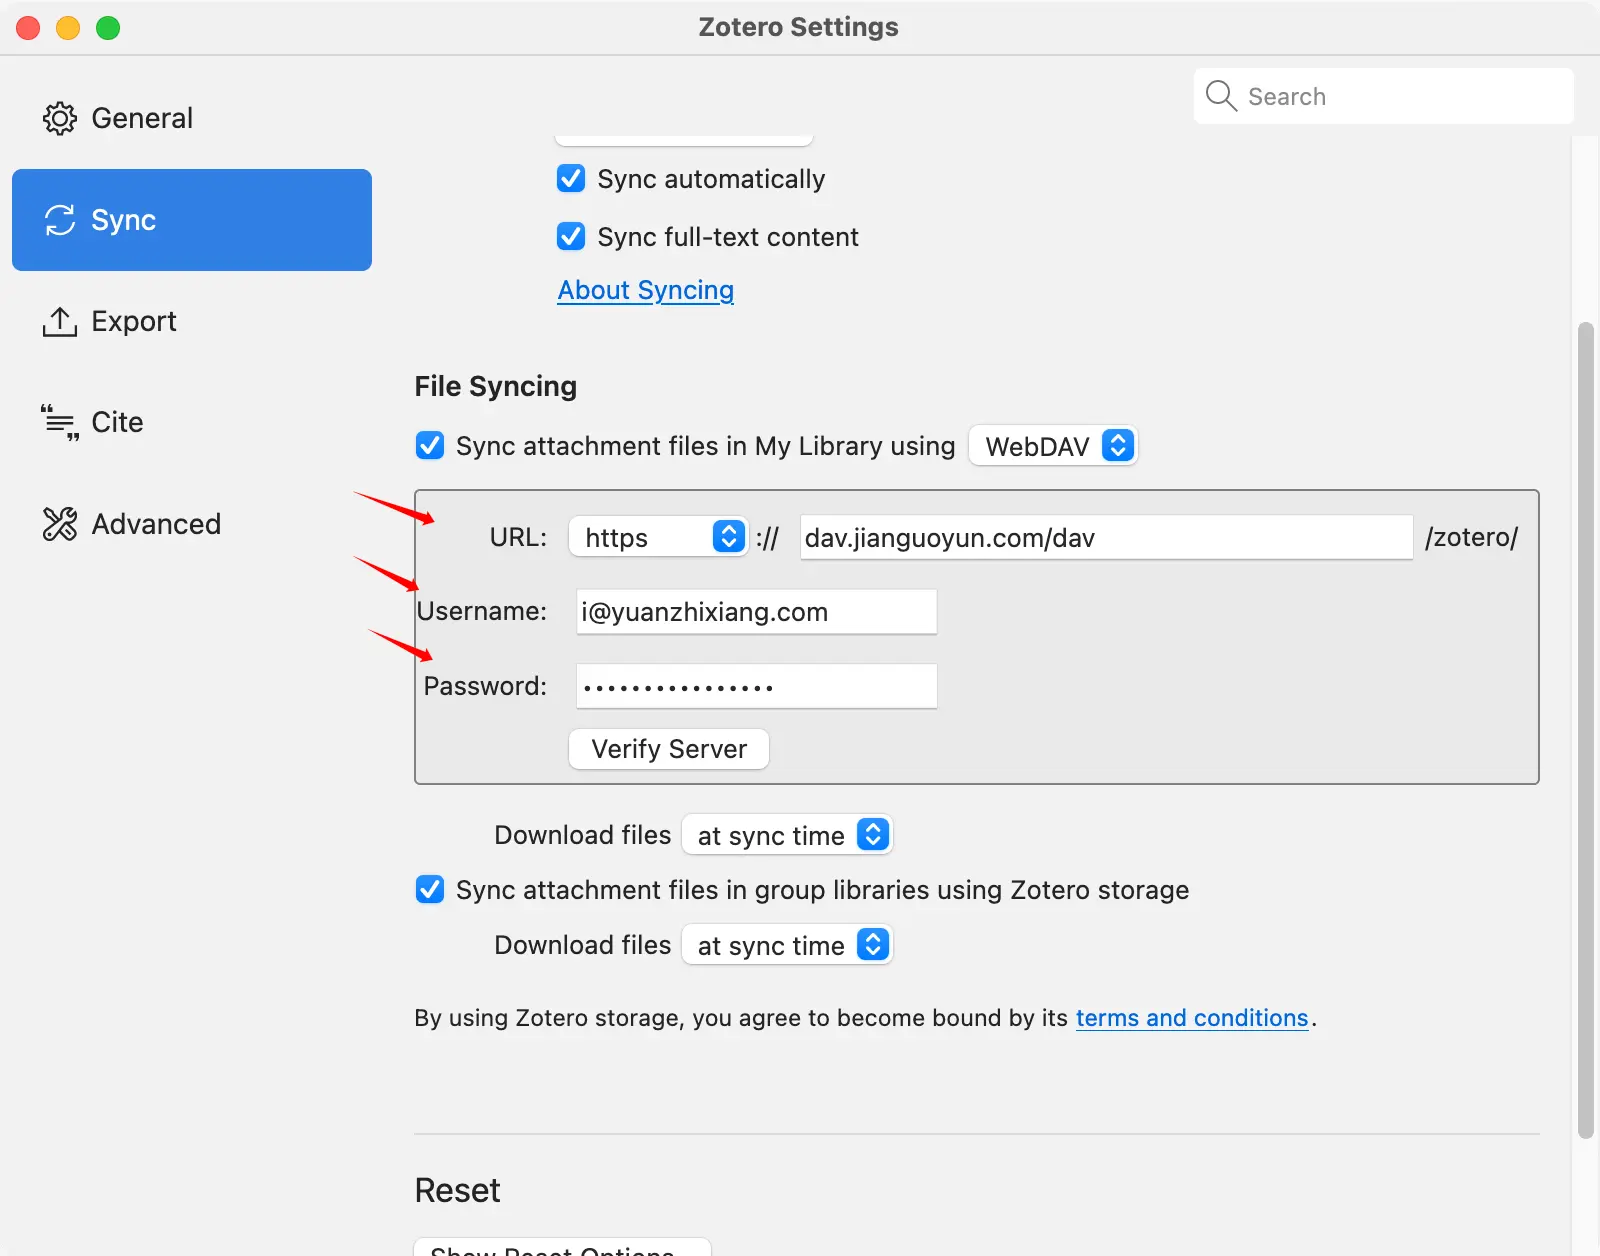 Zotero Settings
Search
General
Sync
Export
Cite
Advanced
Sync automatically
Sync full-text content
About Syncing
File Syncing
Sync attachment files in My Library using WebDAV
URL: https :// dav.jianguoyun.com/dav /zotero/
Username: i@yuanzhixiang.com
Password: ••••••••••••••••
Verify Server
Download files at sync time
Sync attachment files in group libraries using Zotero storage
Download files at sync time
By using Zotero storage, you agree to become bound by its terms and conditions.
Reset
Show Reset Options